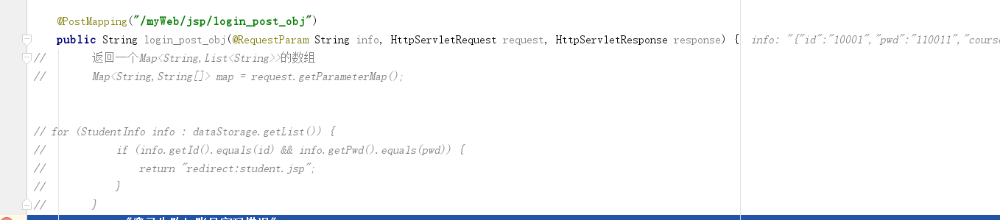 @PostMapping("/myWeb/jsp/login_post_obj")
public String login_post_obj(@RequestParam String info, HttpServletRequest request, HttpServletResponse response) { info: "{"id":"10001","pwd":"110011","course
// 返回一个Map<String,List<String>>的数组
// Map<String,String[]> map = request.getParameterMap();
// for (StudentInfo info : dataStorage.getList()) {
// if (info.getId().equals(id) && info.getPwd().equals(pwd)) {
// return "redirect:student.jsp";
// }
// }